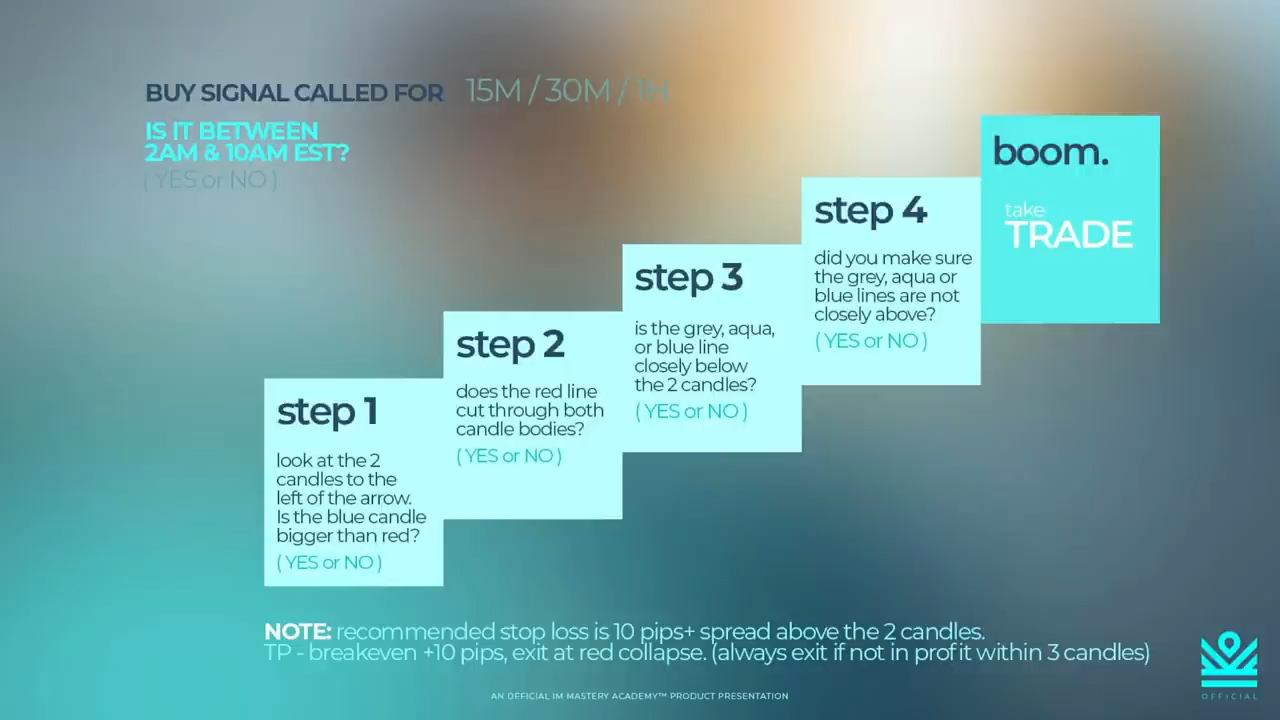 BUY SIGNAL CALLED FOR 15M / 30M / 1H
IS IT BETWEEN
2AM & 10AM EST?
( YES or NO )
boom.
take
TRADE
step 4
did you make sure
the grey, aqua or
blue lines are not
closely above?
( YES or NO )
step 3
is the grey, aqua,
or blue line
closely below
the 2 candles?
( YES or NO )
step 2
does the red line
cut through both
candle bodies?
( YES or NO )
step 1
look at the 2
candles to the
left of the arrow.
Is the blue candle
bigger than red?
( YES or NO )
NOTE: recommended stop loss is 10 pips+ spread above the 2 candles.
TP - breakeven +10 pips, exit at red collapse. (always exit if not in profit within 3 candles)
AN OFFICIAL IM MASTERY ACADEMY™ PRODUCT PRESENTATION
OFFICIAL